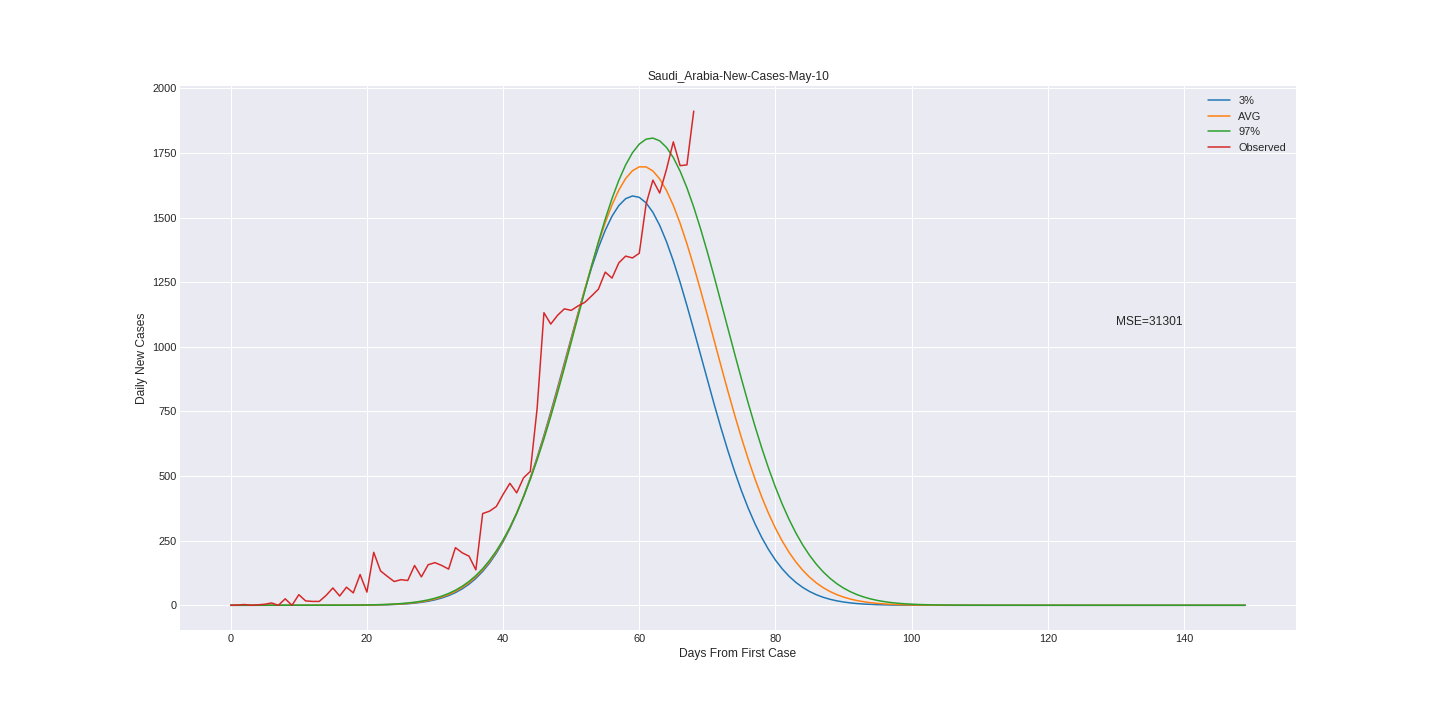 Saudi_Arabia-New-Cases-May-10
2000
1750
1500
1250
1000
750
500
250
0
Daily New Cases
3%
AVG
97%
Observed
MSE=31301
0 20 40 60 80 100 120 140
Days From First Case